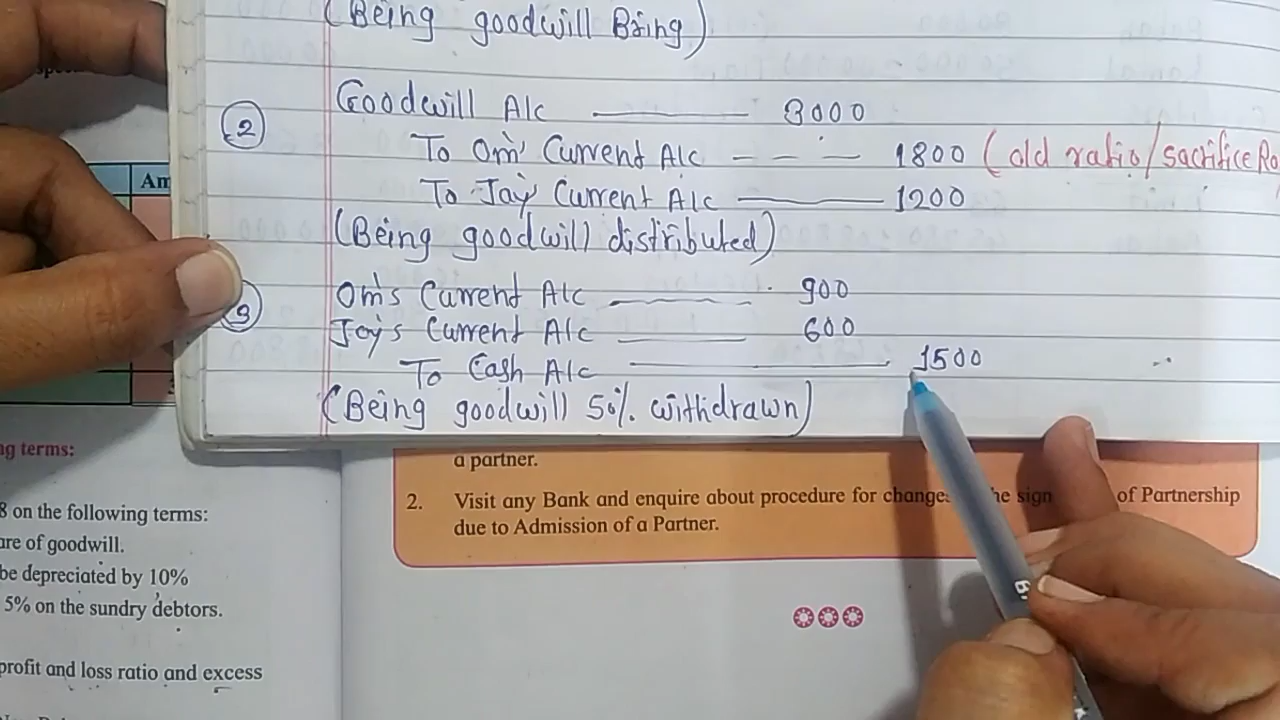 (Being goodwill Bring)
② Goodwill A/c ——— 3000
To Om's Current A/c – – – 1800 (old ratio/sacrifice Ra
To Jay's Current A/c ——— 1200
(Being goodwill distributed)
③ Om's Current A/c ——— 900
Jay's Current A/c ——— 600
To Cash A/c ——— 1500
(Being goodwill 50% withdrawn)
Am
ng terms:
8 on the following terms:
are of goodwill.
be depreciated by 10%
5% on the sundry debtors.
profit and loss ratio and excess
a partner.
2. Visit any Bank and enquire about procedure for change he sign of Partnership
due to Admission of a Partner.